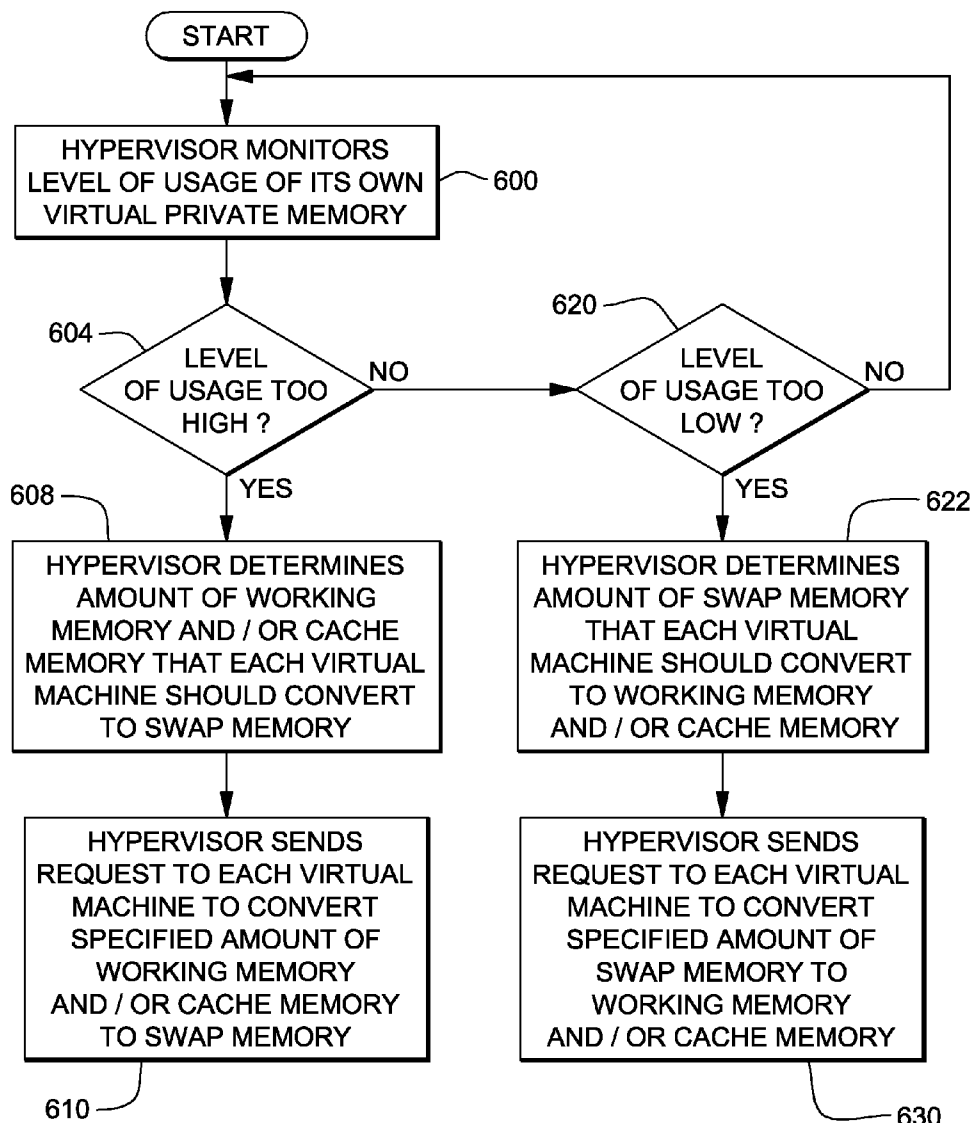 START
HYPERVISOR MONITORS
LEVEL OF USAGE OF ITS OWN
VIRTUAL PRIVATE MEMORY
600
604
LEVEL
OF USAGE TOO
HIGH ?
NO
YES
620
LEVEL
OF USAGE TOO
LOW ?
NO
YES
608
HYPERVISOR DETERMINES
AMOUNT OF WORKING
MEMORY AND / OR CACHE
MEMORY THAT EACH VIRTUAL
MACHINE SHOULD CONVERT
TO SWAP MEMORY
622
HYPERVISOR DETERMINES
AMOUNT OF SWAP MEMORY
THAT EACH VIRTUAL
MACHINE SHOULD CONVERT
TO WORKING MEMORY
AND / OR CACHE MEMORY
HYPERVISOR SENDS
REQUEST TO EACH VIRTUAL
MACHINE TO CONVERT
SPECIFIED AMOUNT OF
WORKING MEMORY
AND / OR CACHE MEMORY
TO SWAP MEMORY
610
HYPERVISOR SENDS
REQUEST TO EACH VIRTUAL
MACHINE TO CONVERT
SPECIFIED AMOUNT OF
SWAP MEMORY TO
WORKING MEMORY
AND / OR CACHE MEMORY
630